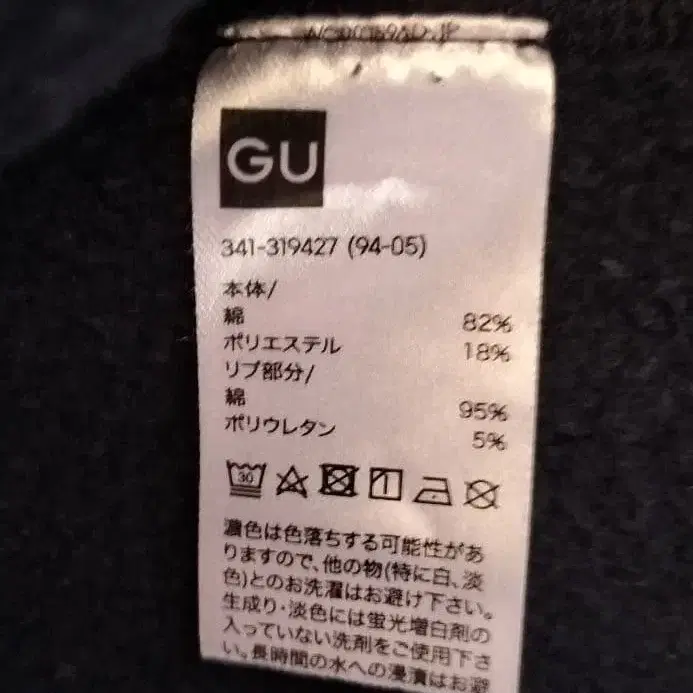 GU
341-319427 (94-05)
本体/
綿 82%
ポリエステル 18%
リブ部分/
綿 95%
ポリウレタン 5%
30
濃色は色落ちする可能性があ
りますので、他の物(特に白、淡
色)とのお洗濯はお避け下さい。
生成り・淡色には蛍光増白剤の
入っていない洗剤をご使用下さ
い。長時間の水への浸漬はお避